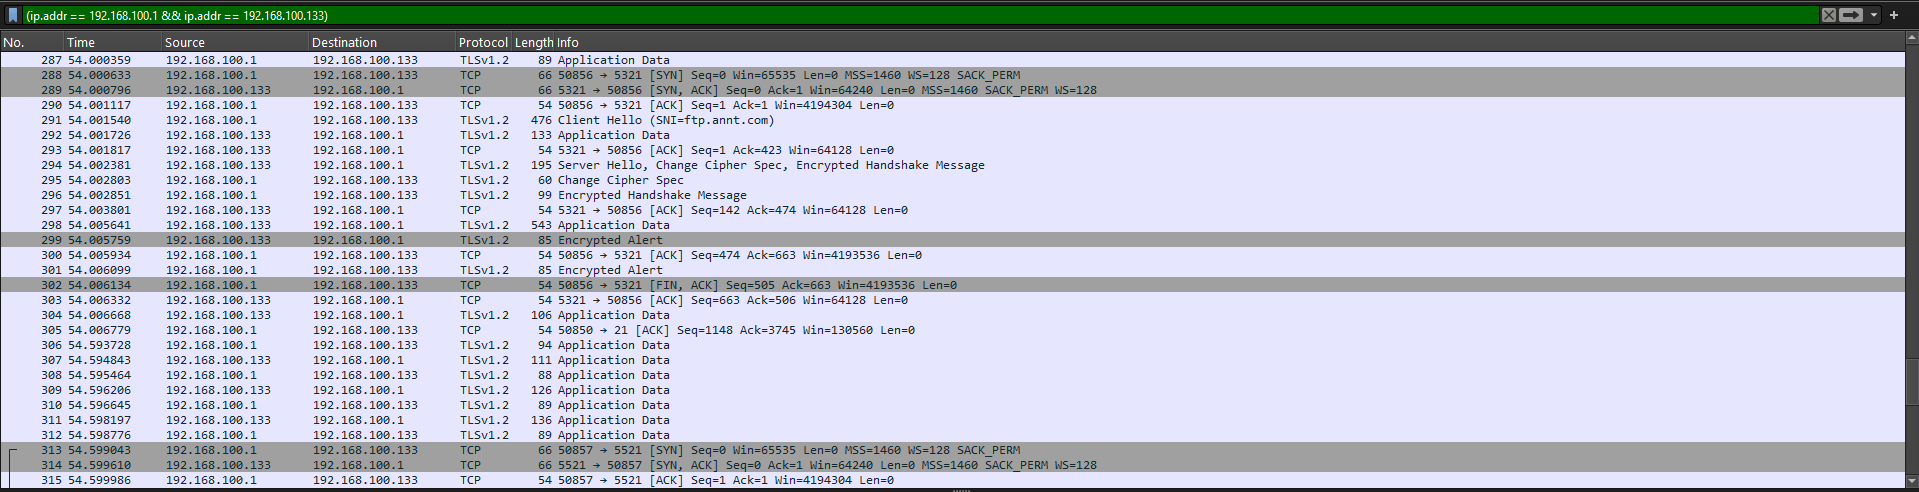 (ip.addr == 192.168.100.1 && ip.addr == 192.168.100.133)
No. Time Source Destination Protocol Length Info
287 54.000359 192.168.100.1 192.168.100.133 TLSv1.2 89 Application Data
288 54.000633 192.168.100.1 192.168.100.133 TCP 66 50856 → 5321 [SYN] Seq=0 Win=65535 Len=0 MSS=1460 WS=128 SACK_PERM
289 54.000796 192.168.100.133 192.168.100.1 TCP 66 5321 → 50856 [SYN, ACK] Seq=0 Ack=1 Win=64240 Len=0 MSS=1460 SACK_PERM WS=128
290 54.001117 192.168.100.1 192.168.100.133 TCP 54 50856 → 5321 [ACK] Seq=1 Ack=1 Win=4194304 Len=0
291 54.001540 192.168.100.1 192.168.100.133 TLSv1.2 476 Client Hello (SNI=ftp.annt.com)
292 54.001726 192.168.100.133 192.168.100.1 TLSv1.2 133 Application Data
293 54.001817 192.168.100.133 192.168.100.1 TCP 54 5321 → 50856 [ACK] Seq=1 Ack=423 Win=64128 Len=0
294 54.002381 192.168.100.133 192.168.100.1 TLSv1.2 195 Server Hello, Change Cipher Spec, Encrypted Handshake Message
295 54.002803 192.168.100.1 192.168.100.133 TLSv1.2 60 Change Cipher Spec
296 54.002851 192.168.100.1 192.168.100.133 TLSv1.2 99 Encrypted Handshake Message
297 54.003801 192.168.100.133 192.168.100.1 TCP 54 5321 → 50856 [ACK] Seq=142 Ack=474 Win=64128 Len=0
298 54.005641 192.168.100.133 192.168.100.1 TLSv1.2 543 Application Data
299 54.005759 192.168.100.133 192.168.100.1 TLSv1.2 85 Encrypted Alert
300 54.005934 192.168.100.1 192.168.100.133 TCP 54 50856 → 5321 [ACK] Seq=474 Ack=663 Win=4193536 Len=0
301 54.006099 192.168.100.1 192.168.100.133 TLSv1.2 85 Encrypted Alert
302 54.006134 192.168.100.1 192.168.100.133 TCP 54 50856 → 5321 [FIN, ACK] Seq=505 Ack=663 Win=4193536 Len=0
303 54.006332 192.168.100.133 192.168.100.1 TCP 54 5321 → 50856 [ACK] Seq=663 Ack=506 Win=64128 Len=0
304 54.006668 192.168.100.133 192.168.100.1 TLSv1.2 106 Application Data
305 54.006779 192.168.100.1 192.168.100.133 TCP 54 50850 → 21 [ACK] Seq=1148 Ack=3745 Win=130560 Len=0
306 54.593728 192.168.100.1 192.168.100.133 TLSv1.2 94 Application Data
307 54.594843 192.168.100.133 192.168.100.1 TLSv1.2 111 Application Data
308 54.595464 192.168.100.1 192.168.100.133 TLSv1.2 88 Application Data
309 54.596206 192.168.100.133 192.168.100.1 TLSv1.2 126 Application Data
310 54.596645 192.168.100.1 192.168.100.133 TLSv1.2 89 Application Data
311 54.598197 192.168.100.133 192.168.100.1 TLSv1.2 136 Application Data
312 54.598776 192.168.100.1 192.168.100.133 TLSv1.2 89 Application Data
313 54.599043 192.168.100.1 192.168.100.133 TCP 66 50857 → 5521 [SYN] Seq=0 Win=65535 Len=0 MSS=1460 WS=128 SACK_PERM
314 54.599610 192.168.100.133 192.168.100.1 TCP 66 5521 → 50857 [SYN, ACK] Seq=0 Ack=1 Win=64240 Len=0 MSS=1460 SACK_PERM WS=128
315 54.599986 192.168.100.1 192.168.100.133 TCP 54 50857 → 5521 [ACK] Seq=1 Ack=1 Win=4194304 Len=0